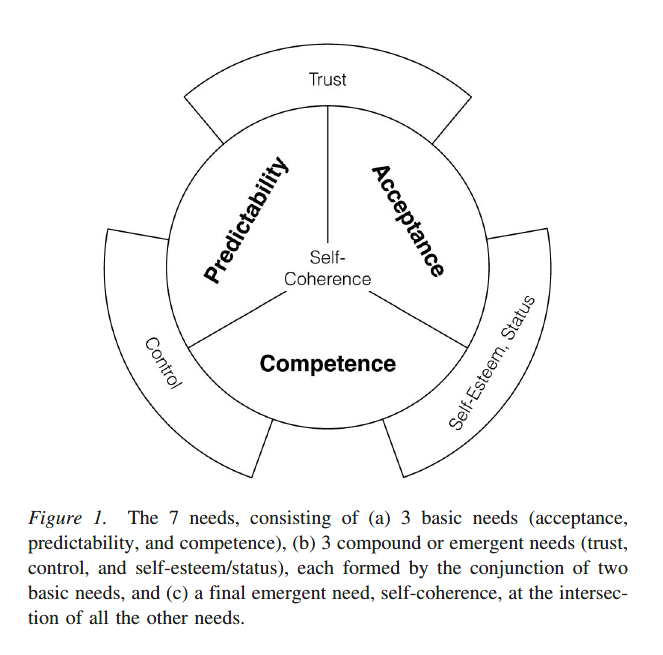 Trust
Predictability
Acceptance
Self-
Coherence
Control
Competence
Self-Esteem, Status
Figure 1. The 7 needs, consisting of (a) 3 basic needs (acceptance,
predictability, and competence), (b) 3 compound or emergent needs (trust,
control, and self-esteem/status), each formed by the conjunction of two
basic needs, and (c) a final emergent need, self-coherence, at the intersec-
tion of all the other needs.